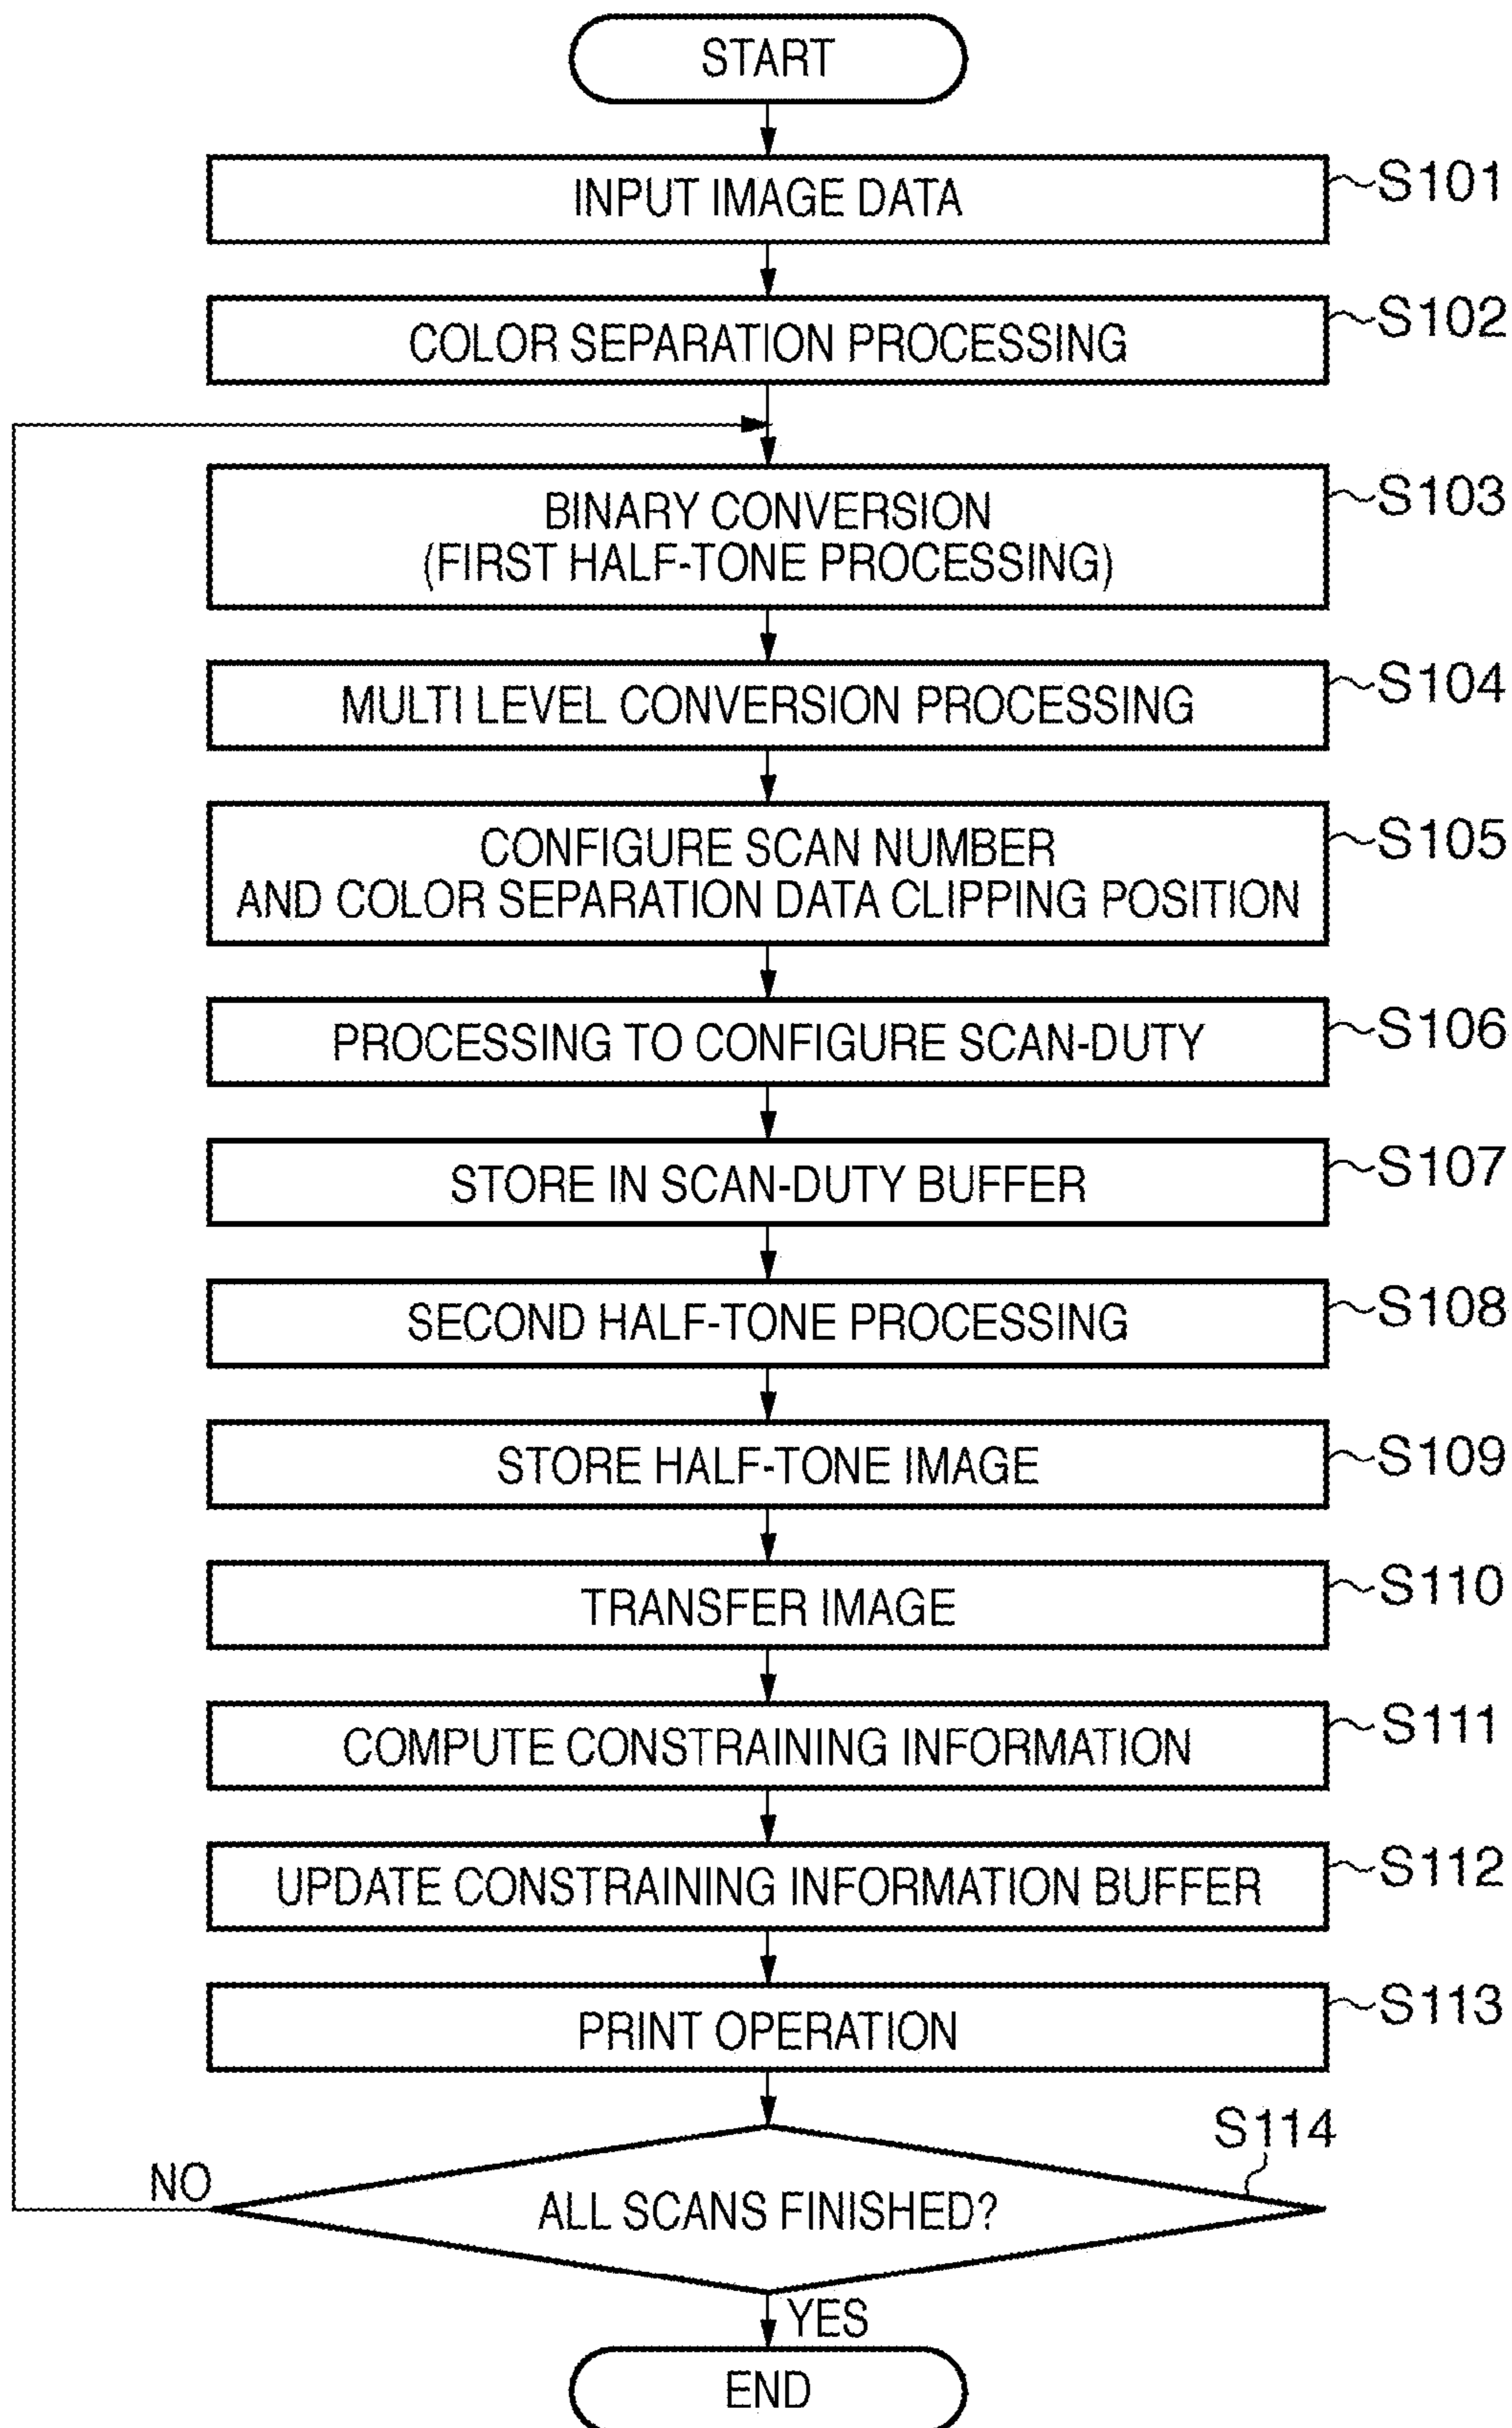 START
INPUT IMAGE DATA
S101
COLOR SEPARATION PROCESSING
S102
BINARY CONVERSION
(FIRST HALF-TONE PROCESSING)
S103
MULTI LEVEL CONVERSION PROCESSING
S104
CONFIGURE SCAN NUMBER
AND COLOR SEPARATION DATA CLIPPING POSITION
S105
PROCESSING TO CONFIGURE SCAN-DUTY
S106
STORE IN SCAN-DUTY BUFFER
S107
SECOND HALF-TONE PROCESSING
S108
STORE HALF-TONE IMAGE
S109
TRANSFER IMAGE
S110
COMPUTE CONSTRAINING INFORMATION
S111
UPDATE CONSTRAINING INFORMATION BUFFER
S112
PRINT OPERATION
S113
S114
NO
ALL SCANS FINISHED?
YES
END